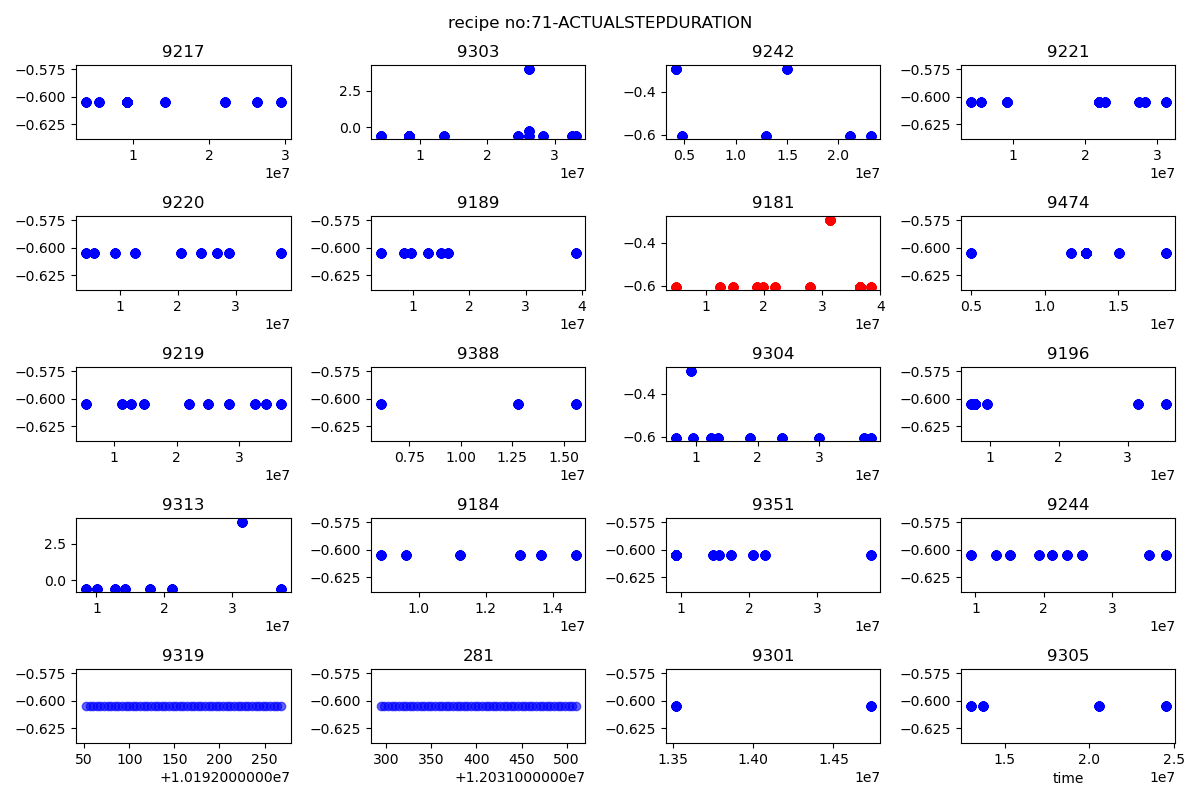 recipe no:71-ACTUALSTEPDURATION
9217 9303 9242 9221
−0.575 −0.600 −0.625 2.5 0.0 −0.4 −0.6 −0.575 −0.600 −0.625
1 2 3 1 2 3 0.5 1.0 1.5 2.0 1 2 3
1e7 1e7 1e7 1e7
9220 9189 9181 9474
−0.575 −0.600 −0.625 −0.575 −0.600 −0.625 −0.4 −0.6 −0.575 −0.600 −0.625
1 2 3 1 2 3 4 1 2 3 4 0.5 1.0 1.5
1e7 1e7 1e7 1e7
9219 9388 9304 9196
−0.575 −0.600 −0.625 −0.575 −0.600 −0.625 −0.4 −0.6 −0.575 −0.600 −0.625
1 2 3 0.75 1.00 1.25 1.50 1 2 3 1 2 3
1e7 1e7 1e7 1e7
9313 9184 9351 9244
2.5 0.0 −0.575 −0.600 −0.625 −0.575 −0.600 −0.625 −0.575 −0.600 −0.625
1 2 3 1.0 1.2 1.4 1 2 3 1 2 3
1e7 1e7 1e7 1e7
9319 281 9301 9305
−0.575 −0.600 −0.625 −0.575 −0.600 −0.625 −0.575 −0.600 −0.625 −0.575 −0.600 −0.625
50 100 150 200 250 300 350 400 450 500 1.35 1.40 1.45 1.5 2.0 2.5
+1.0192000000e7 +1.2031000000e7 1e7 time 1e7